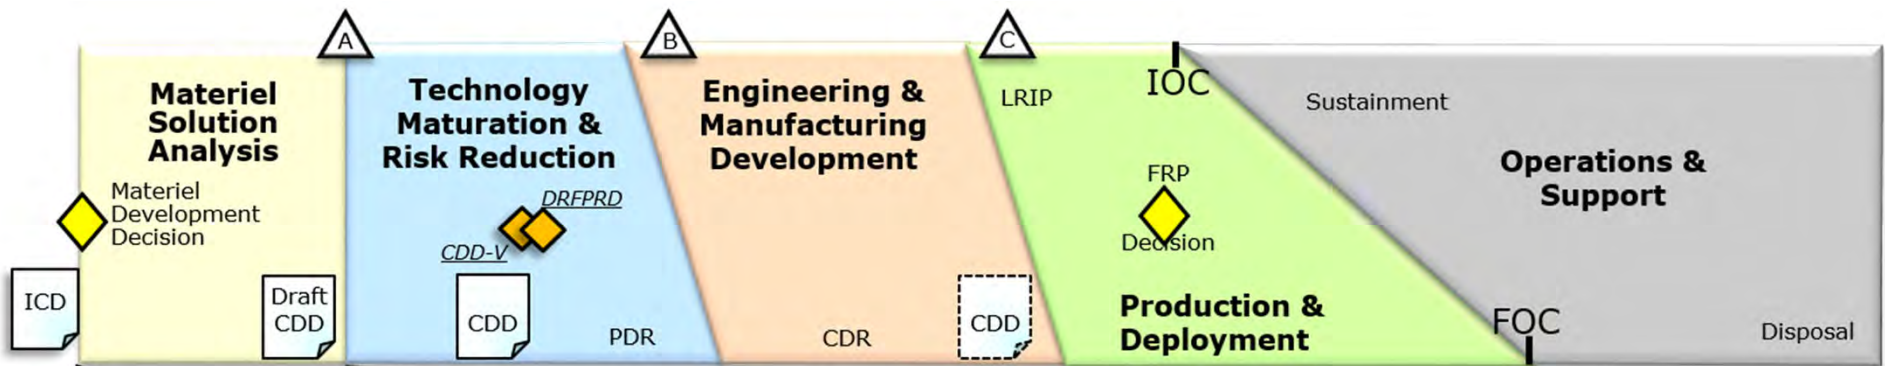 A
B
C
Materiel
Solution
Analysis
Materiel
Development
Decision
ICD
Draft
CDD
Technology
Maturation &
Risk Reduction
DRFPRD
CDD-V
CDD
PDR
Engineering &
Manufacturing
Development
CDR
CDD
LRIP
IOC
FRP
Decision
Production &
Deployment
FOC
Sustainment
Operations &
Support
Disposal